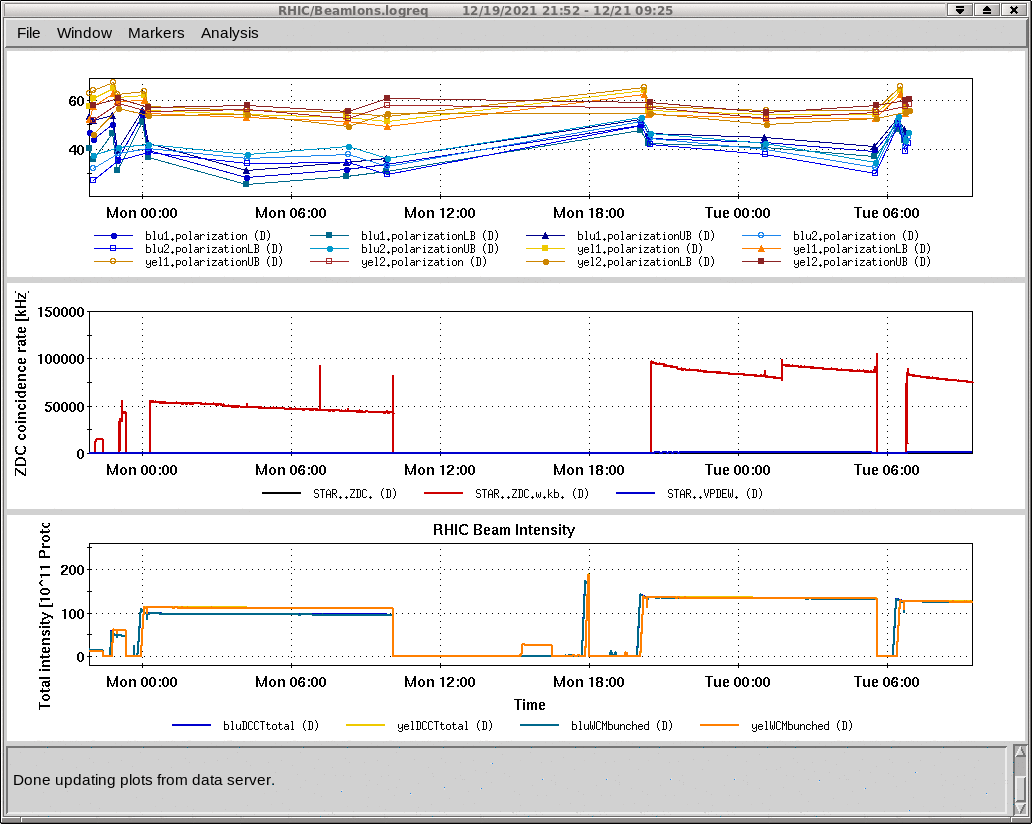 RHIC/BeamIons.logreq 12/19/2021 21:52 - 12/21 09:25
File Window Markers Analysis
60
40
Mon 00:00 Mon 06:00 Mon 12:00 Mon 18:00 Tue 00:00 Tue 06:00
blu1.polarization (D) blu1.polarizationLB (D) blu1.polarizationUB (D) blu2.polarization (D)
blu2.polarizationLB (D) blu2.polarizationUB (D) yel1.polarization (D) yel1.polarizationLB (D)
yel1.polarizationUB (D) yel2.polarization (D) yel2.polarizationLB (D) yel2.polarizationUB (D)
ZDC coincidence rate [kHz]
150000
100000
50000
0
Mon 00:00 Mon 06:00 Mon 12:00 Mon 18:00 Tue 00:00 Tue 06:00
STAR..ZDC. (D) STAR..ZDC.w.kb. (D) STAR..VPDEW. (D)
RHIC Beam Intensity
Total intensity [10^11 Proto
200
100
0
Mon 00:00 Mon 06:00 Mon 12:00 Mon 18:00 Tue 00:00 Tue 06:00
Time
bluDCCTtotal (D) yelDCCTtotal (D) bluWCMbunched (D) yelWCMbunched (D)
Done updating plots from data server.